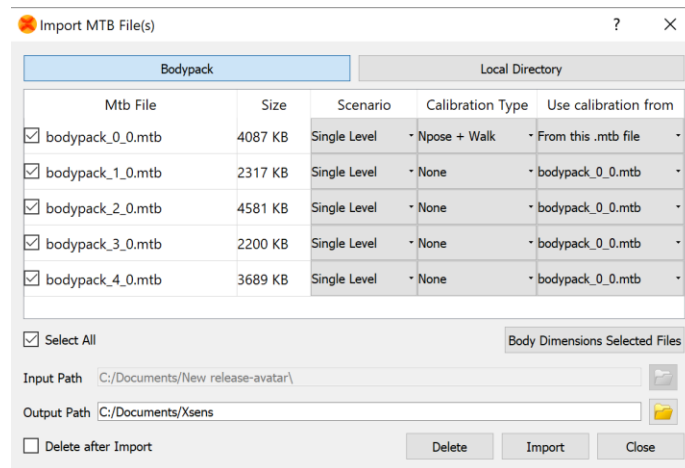 Import MTB File(s) ? ×
Bodypack Local Directory
Mtb File Size Scenario Calibration Type Use calibration from
bodypack_0_0.mtb 4087 KB Single Level Npose + Walk From this .mtb file
bodypack_1_0.mtb 2317 KB Single Level None bodypack_0_0.mtb
bodypack_2_0.mtb 4581 KB Single Level None bodypack_0_0.mtb
bodypack_3_0.mtb 2200 KB Single Level None bodypack_0_0.mtb
bodypack_4_0.mtb 3689 KB Single Level None bodypack_0_0.mtb
Select All Body Dimensions Selected Files
Input Path C:/Documents/New release-avatar\
Output Path C:/Documents/Xsens
Delete after Import Delete Import Close